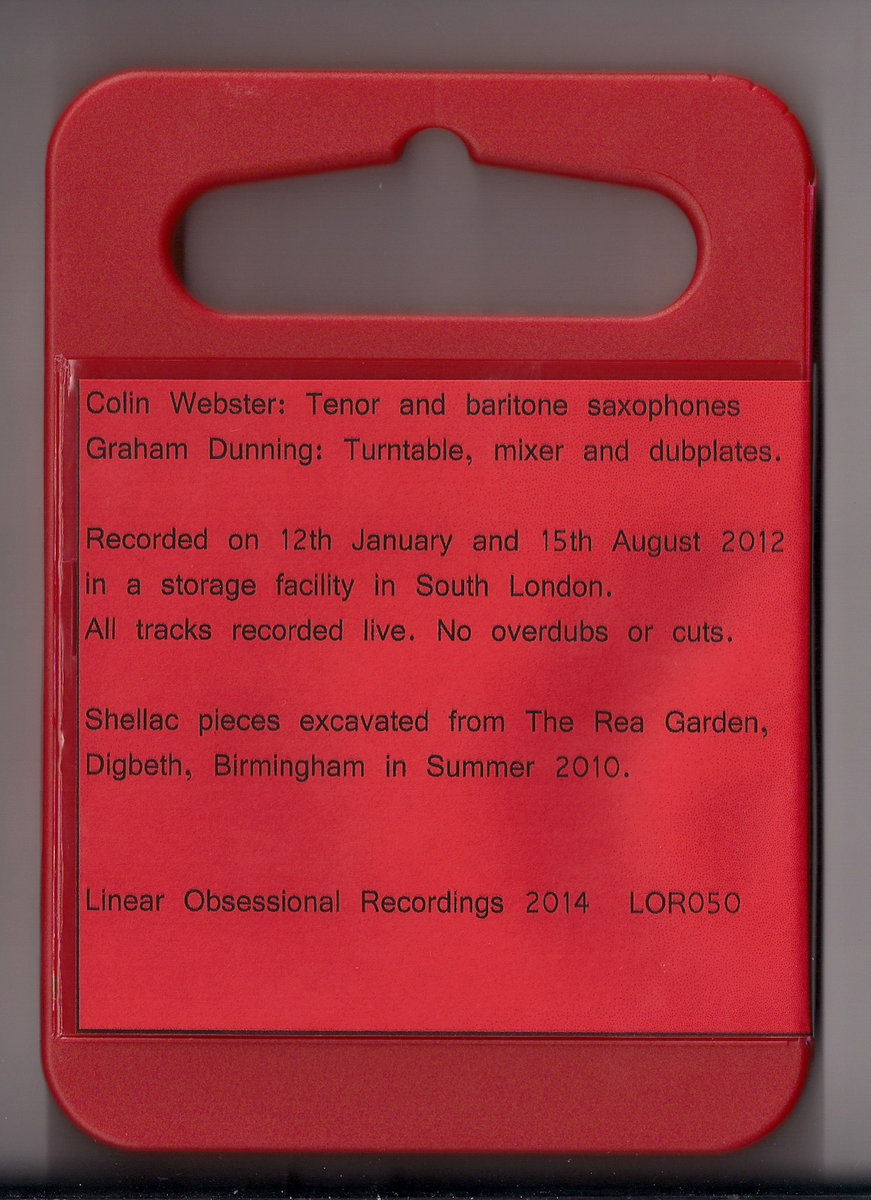 Colin Webster: Tenor and baritone saxophones
Graham Dunning: Turntable, mixer and dubplates.
Recorded on 12th January and 15th August 2012
in a storage facility in South London.
All tracks recorded live. No overdubs or cuts.
Shellac pieces excavated from The Rea Garden,
Digbeth, Birmingham in Summer 2010.
Linear Obsessional Recordings 2014 LOR050